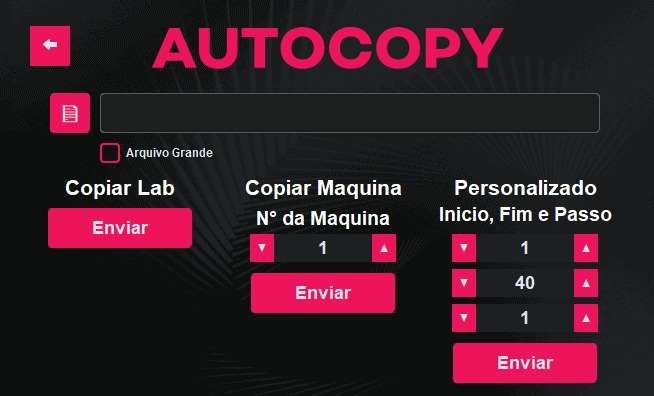 AUTOCOPY
Arquivo Grande
Copiar Lab
Enviar
Copiar Maquina
N° da Maquina
1
Enviar
Personalizado
Inicio, Fim e Passo
1
40
1
Enviar